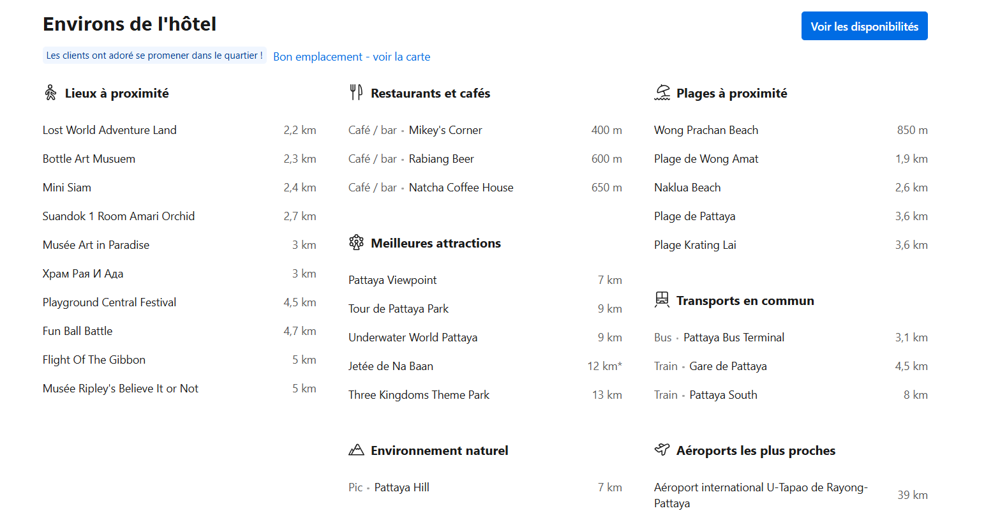 Environs de l'hôtel
Voir les disponibilités
Les clients ont adoré se promener dans le quartier ! Bon emplacement - voir la carte
Lieux à proximité
Lost World Adventure Land 2,2 km
Bottle Art Musuem 2,3 km
Mini Siam 2,4 km
Suandok 1 Room Amari Orchid 2,7 km
Musée Art in Paradise 3 km
Храм Рая И Ада 3 km
Playground Central Festival 4,5 km
Fun Ball Battle 4,7 km
Flight Of The Gibbon 5 km
Musée Ripley's Believe It or Not 5 km
Restaurants et cafés
Café / bar • Mikey's Corner 400 m
Café / bar • Rabiang Beer 600 m
Café / bar • Natcha Coffee House 650 m
Meilleures attractions
Pattaya Viewpoint 7 km
Tour de Pattaya Park 9 km
Underwater World Pattaya 9 km
Jetée de Na Baan 12 km*
Three Kingdoms Theme Park 13 km
Environnement naturel
Pic • Pattaya Hill 7 km
Plages à proximité
Wong Prachan Beach 850 m
Plage de Wong Amat 1,9 km
Naklua Beach 2,6 km
Plage de Pattaya 3,6 km
Plage Krating Lai 3,6 km
Transports en commun
Bus • Pattaya Bus Terminal 3,1 km
Train • Gare de Pattaya 4,5 km
Train • Pattaya South 8 km
Aéroports les plus proches
Aéroport international U-Tapao de Rayong-
Pattaya 39 km